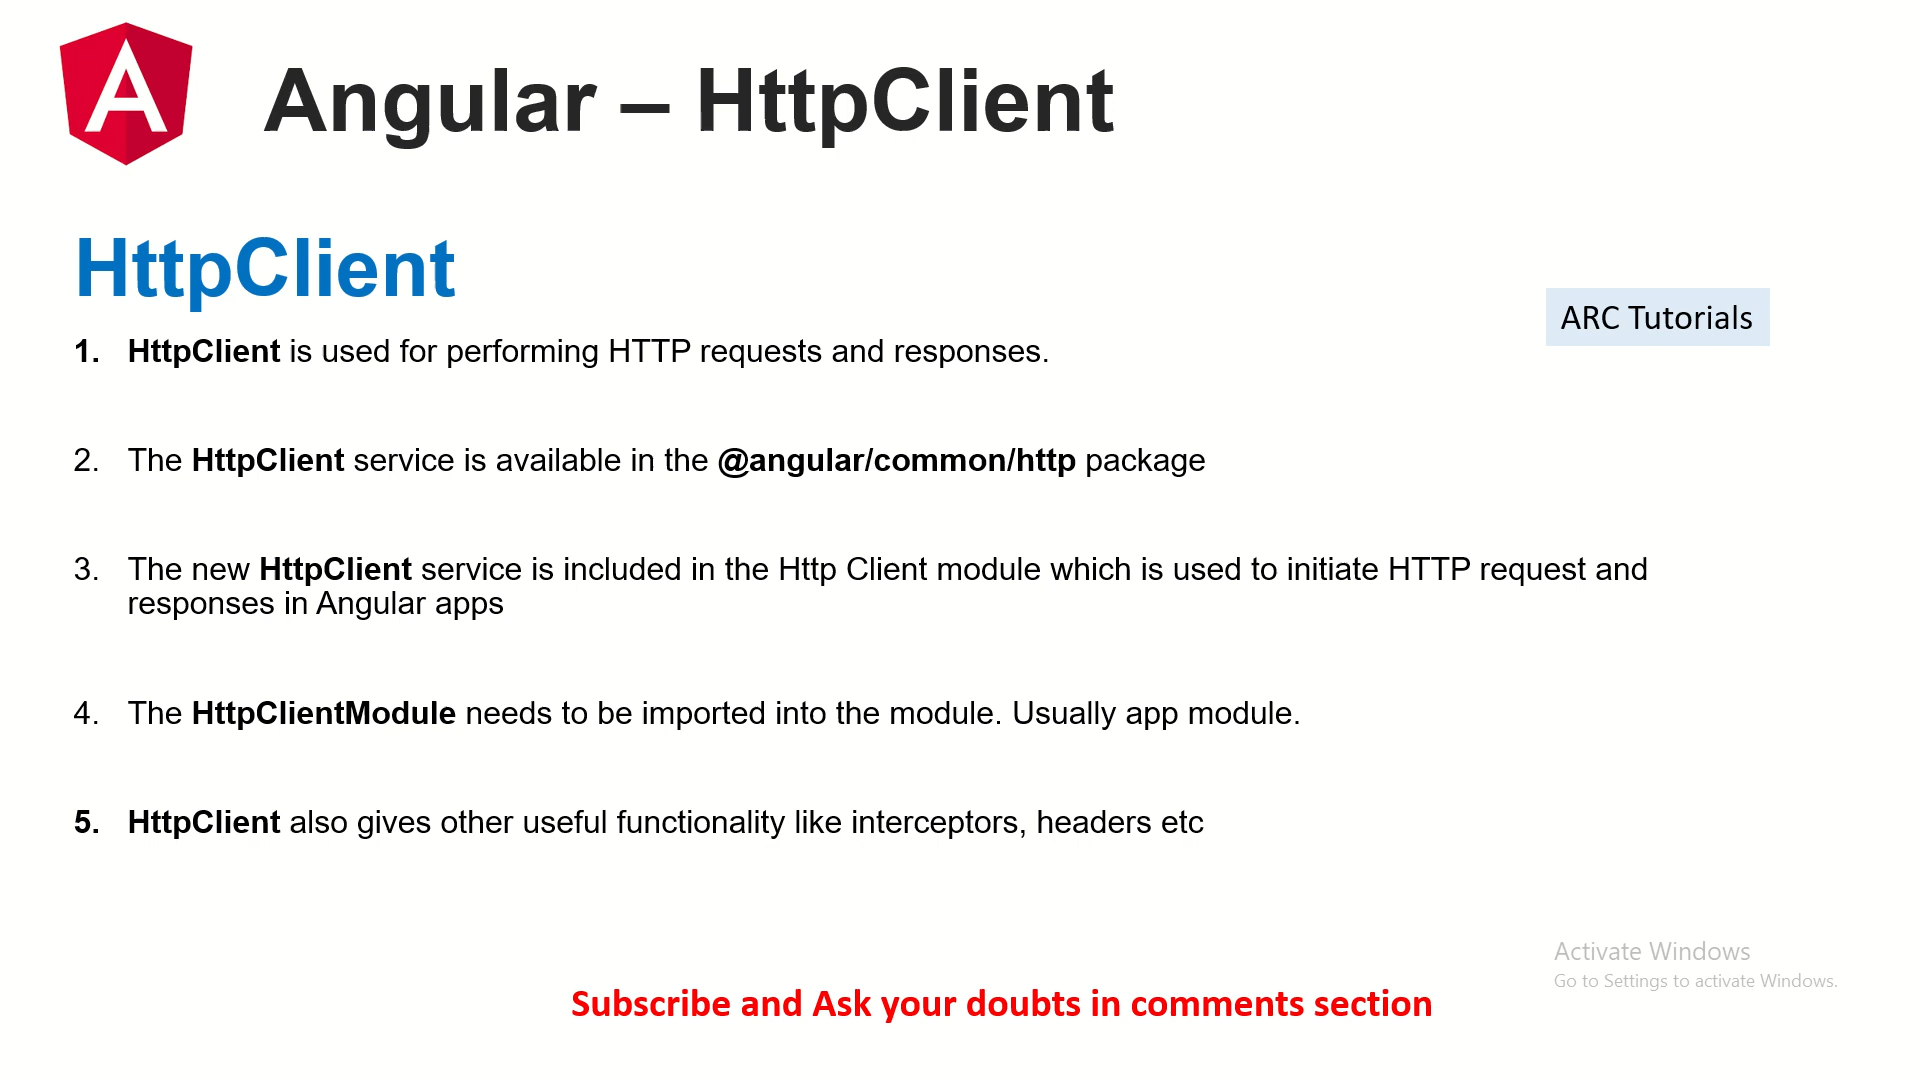 A
Angular – HttpClient
HttpClient
ARC Tutorials
1. HttpClient is used for performing HTTP requests and responses.
2. The HttpClient service is available in the @angular/common/http package
3. The new HttpClient service is included in the Http Client module which is used to initiate HTTP request and
responses in Angular apps
4. The HttpClientModule needs to be imported into the module. Usually app module.
5. HttpClient also gives other useful functionality like interceptors, headers etc
Activate Windows
Go to Settings to activate Windows.
Subscribe and Ask your doubts in comments section